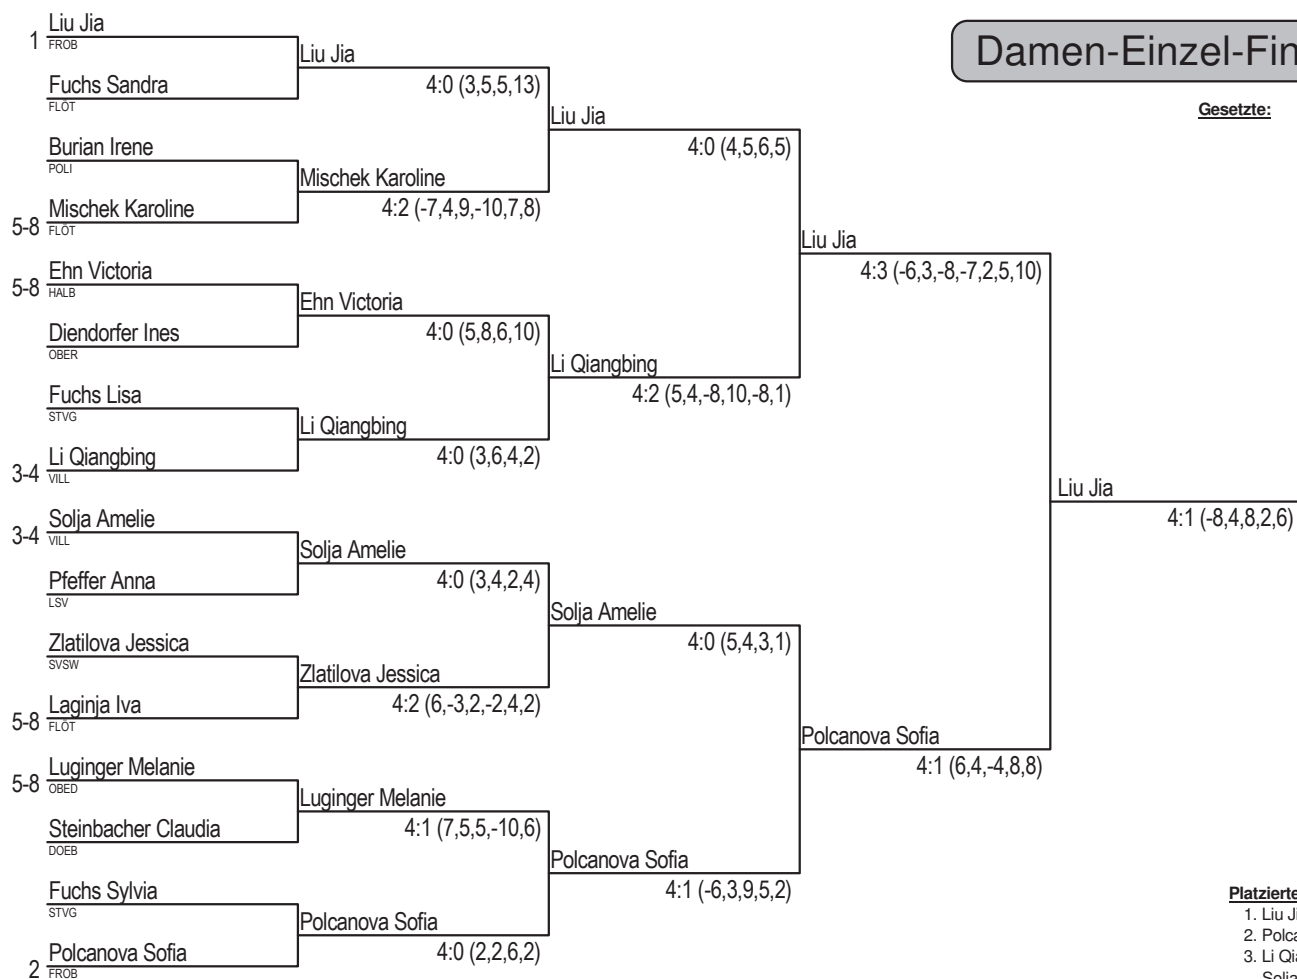 Damen-Einzel-Fin
Gesetzte:
Liu Jia
1
FROB
Fuchs Sandra
FLÖT
Burian Irene
POLI
Mischek Karoline
5-8
FLÖT
Ehn Victoria
5-8
HALB
Diendorfer Ines
OBER
Fuchs Lisa
STVG
Li Qiangbing
3-4
VILL
Solja Amelie
3-4
VILL
Pfeffer Anna
LSV
Zlatilova Jessica
SVSW
Laginja Iva
5-8
FLÖT
Luginger Melanie
5-8
OBED
Steinbacher Claudia
DOEB
Fuchs Sylvia
STVG
Polcanova Sofia
2
FROB
Liu Jia
4:0 (3,5,5,13)
Mischek Karoline
4:2 (-7,4,9,-10,7,8)
Ehn Victoria
4:0 (5,8,6,10)
Li Qiangbing
4:0 (3,6,4,2)
Solja Amelie
4:0 (3,4,2,4)
Zlatilova Jessica
4:2 (6,-3,2,-2,4,2)
Luginger Melanie
4:1 (7,5,5,-10,6)
Polcanova Sofia
4:0 (2,2,6,2)
Liu Jia
4:0 (4,5,6,5)
Li Qiangbing
4:2 (5,4,-8,10,-8,1)
Solja Amelie
4:0 (5,4,3,1)
Polcanova Sofia
4:1 (-6,3,9,5,2)
Liu Jia
4:3 (-6,3,-8,-7,2,5,10)
Polcanova Sofia
4:1 (6,4,-4,8,8)
Liu Jia
4:1 (-8,4,8,2,6)
Platzierte
1. Liu Ji
2. Polca
3. Li Qia
Solja